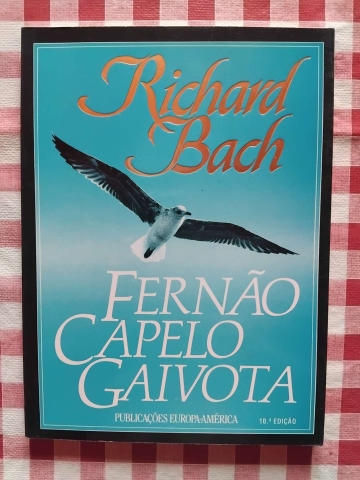 Richard
Bach
FERNÃO
CAPELO
GAIVOTA
PUBLICAÇÕES EUROPA-AMÉRICA
10.ª EDIÇÃO